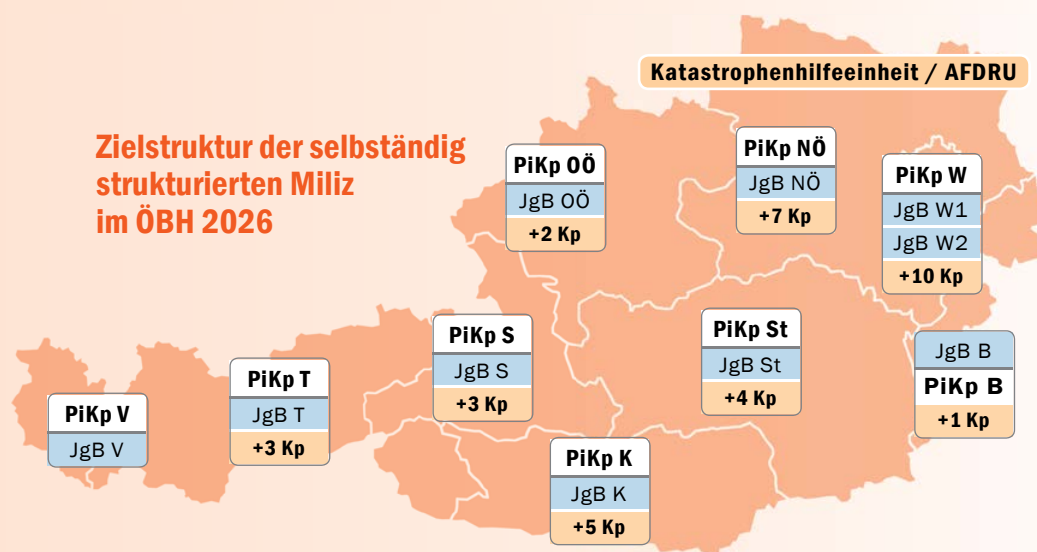 Katastrophenhilfeeinheit / AFDRU
Zielstruktur der selbständig
strukturierten Miliz
im ÖBH 2026
PiKp OÖ
JgB OÖ
+2 Kp
PiKp NÖ
JgB NÖ
+7 Kp
PiKp W
JgB W1
JgB W2
+10 Kp
PiKp S
JgB S
+3 Kp
PiKp St
JgB St
+4 Kp
JgB B
PiKp B
+1 Kp
PiKp T
JgB T
+3 Kp
PiKp V
JgB V
PiKp K
JgB K
+5 Kp